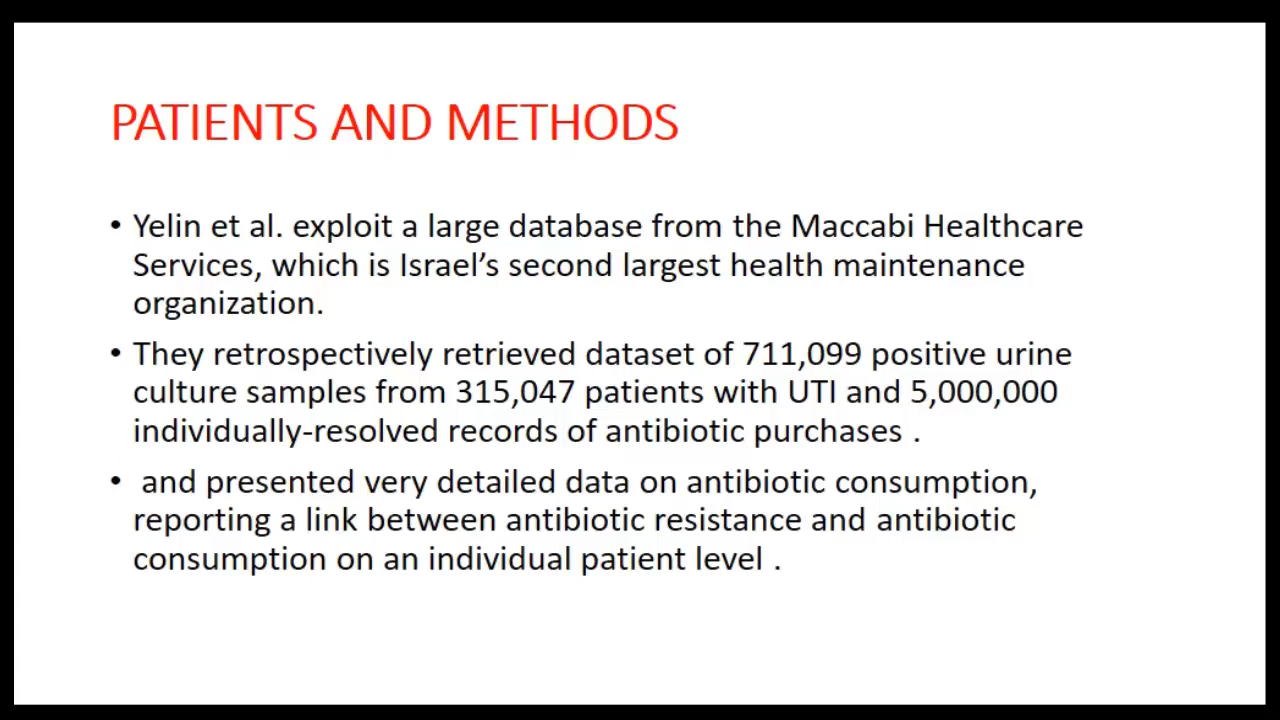 PATIENTS AND METHODS
• Yelin et al. exploit a large database from the Maccabi Healthcare
Services, which is Israel’s second largest health maintenance
organization.
• They retrospectively retrieved dataset of 711,099 positive urine
culture samples from 315,047 patients with UTI and 5,000,000
individually-resolved records of antibiotic purchases .
• and presented very detailed data on antibiotic consumption,
reporting a link between antibiotic resistance and antibiotic
consumption on an individual patient level .